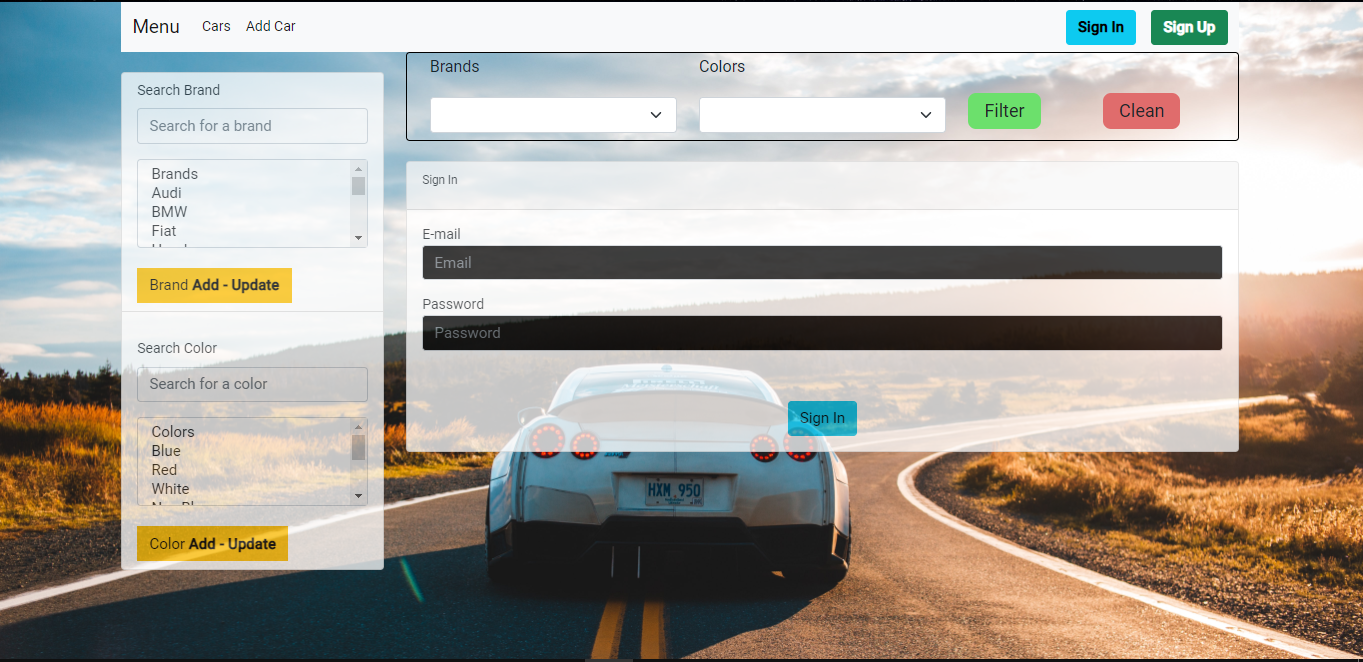 Menu Cars Add Car Sign In Sign Up
Brands Colors
Filter Clean
Search Brand
Search for a brand
Brands
Audi
BMW
Fiat
Brand Add - Update
Search Color
Search for a color
Colors
Blue
Red
White
Color Add - Update
Sign In
E-mail
Email
Password
Password
Sign In
HXM 950